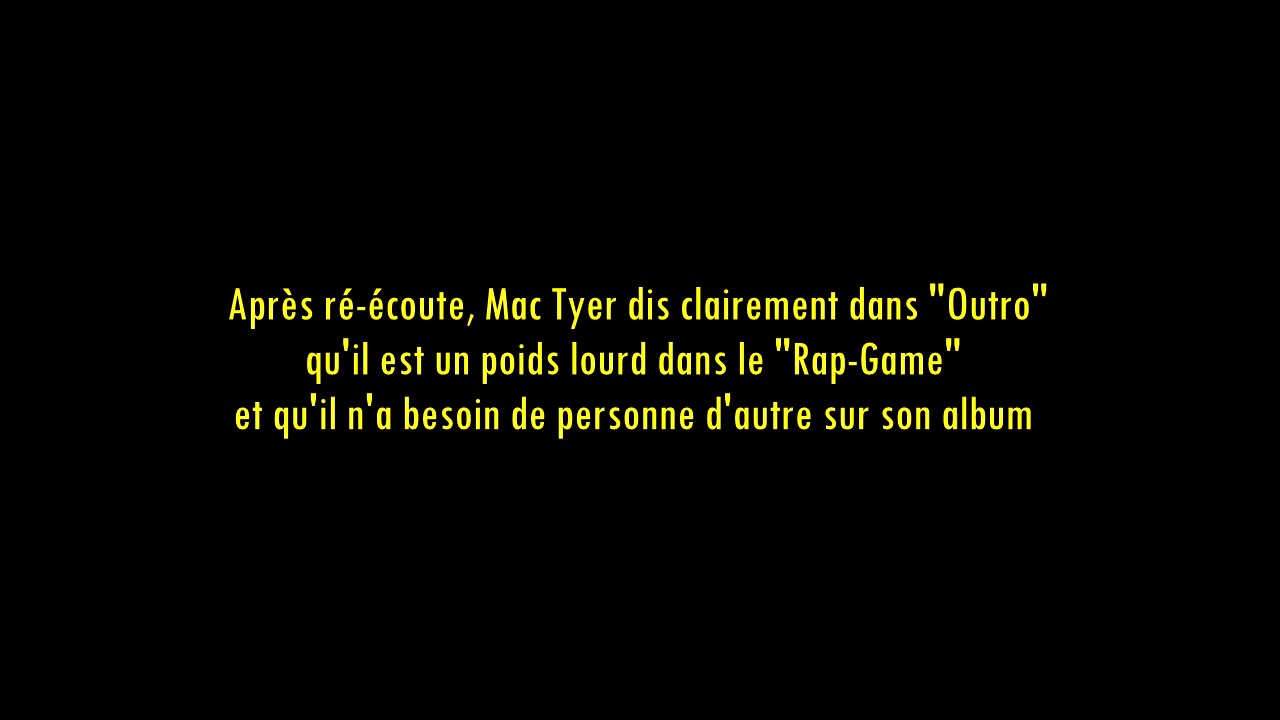 Après ré-écoute, Mac Tyer dis clairement dans "Outro"
qu'il est un poids lourd dans le "Rap-Game"
et qu'il n'a besoin de personne d'autre sur son album